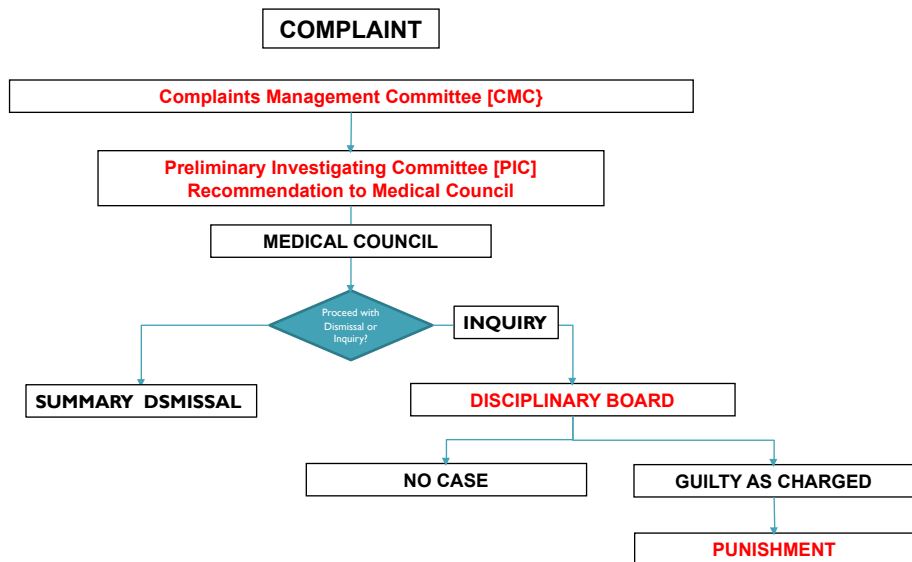 COMPLAINT
Complaints Management Committee [CMC}
Preliminary Investigating Committee [PIC]
Recommendation to Medical Council
MEDICAL COUNCIL
Proceed with
Dismissal or
Inquiry?
INQUIRY
SUMMARY DSMISSAL
DISCIPLINARY BOARD
NO CASE
GUILTY AS CHARGED
PUNISHMENT